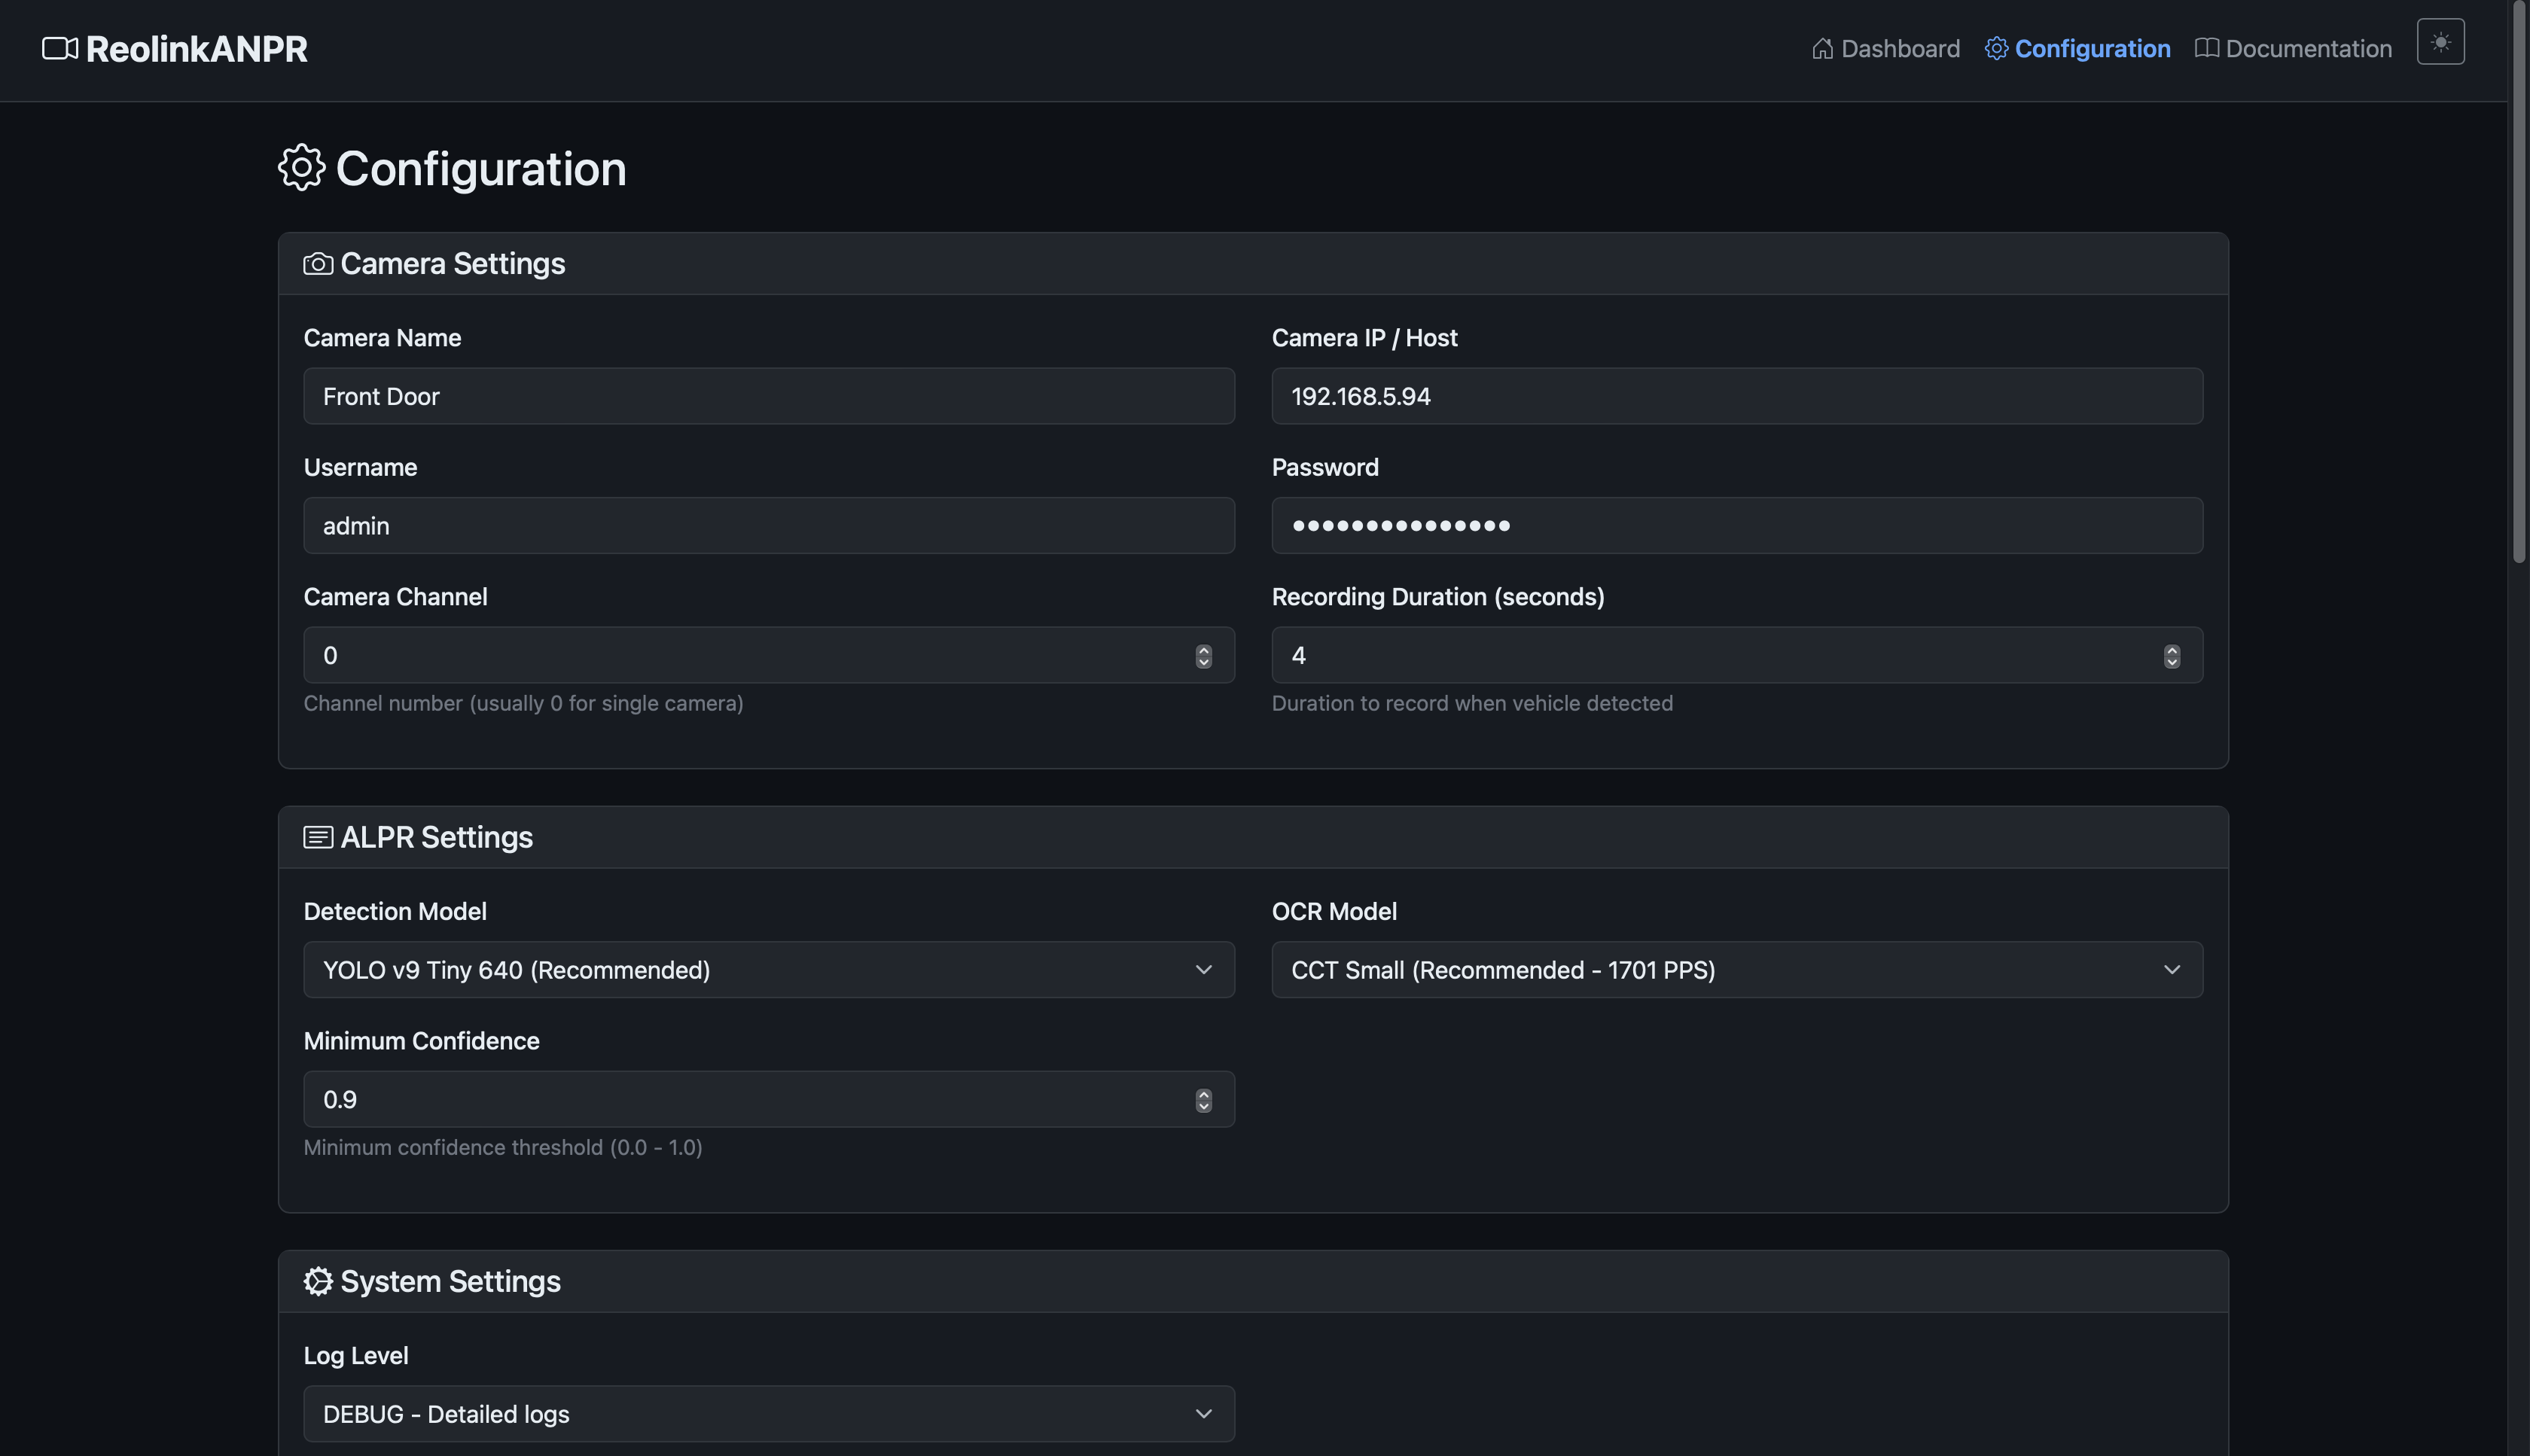 ReolinkANPR
Dashboard Configuration Documentation
Configuration
Camera Settings
Camera Name
Front Door
Camera IP / Host
192.168.5.94
Username
admin
Password
•••••••••••••••
Camera Channel
0
Channel number (usually 0 for single camera)
Recording Duration (seconds)
4
Duration to record when vehicle detected
ALPR Settings
Detection Model
YOLO v9 Tiny 640 (Recommended)
OCR Model
CCT Small (Recommended - 1701 PPS)
Minimum Confidence
0.9
Minimum confidence threshold (0.0 - 1.0)
System Settings
Log Level
DEBUG - Detailed logs